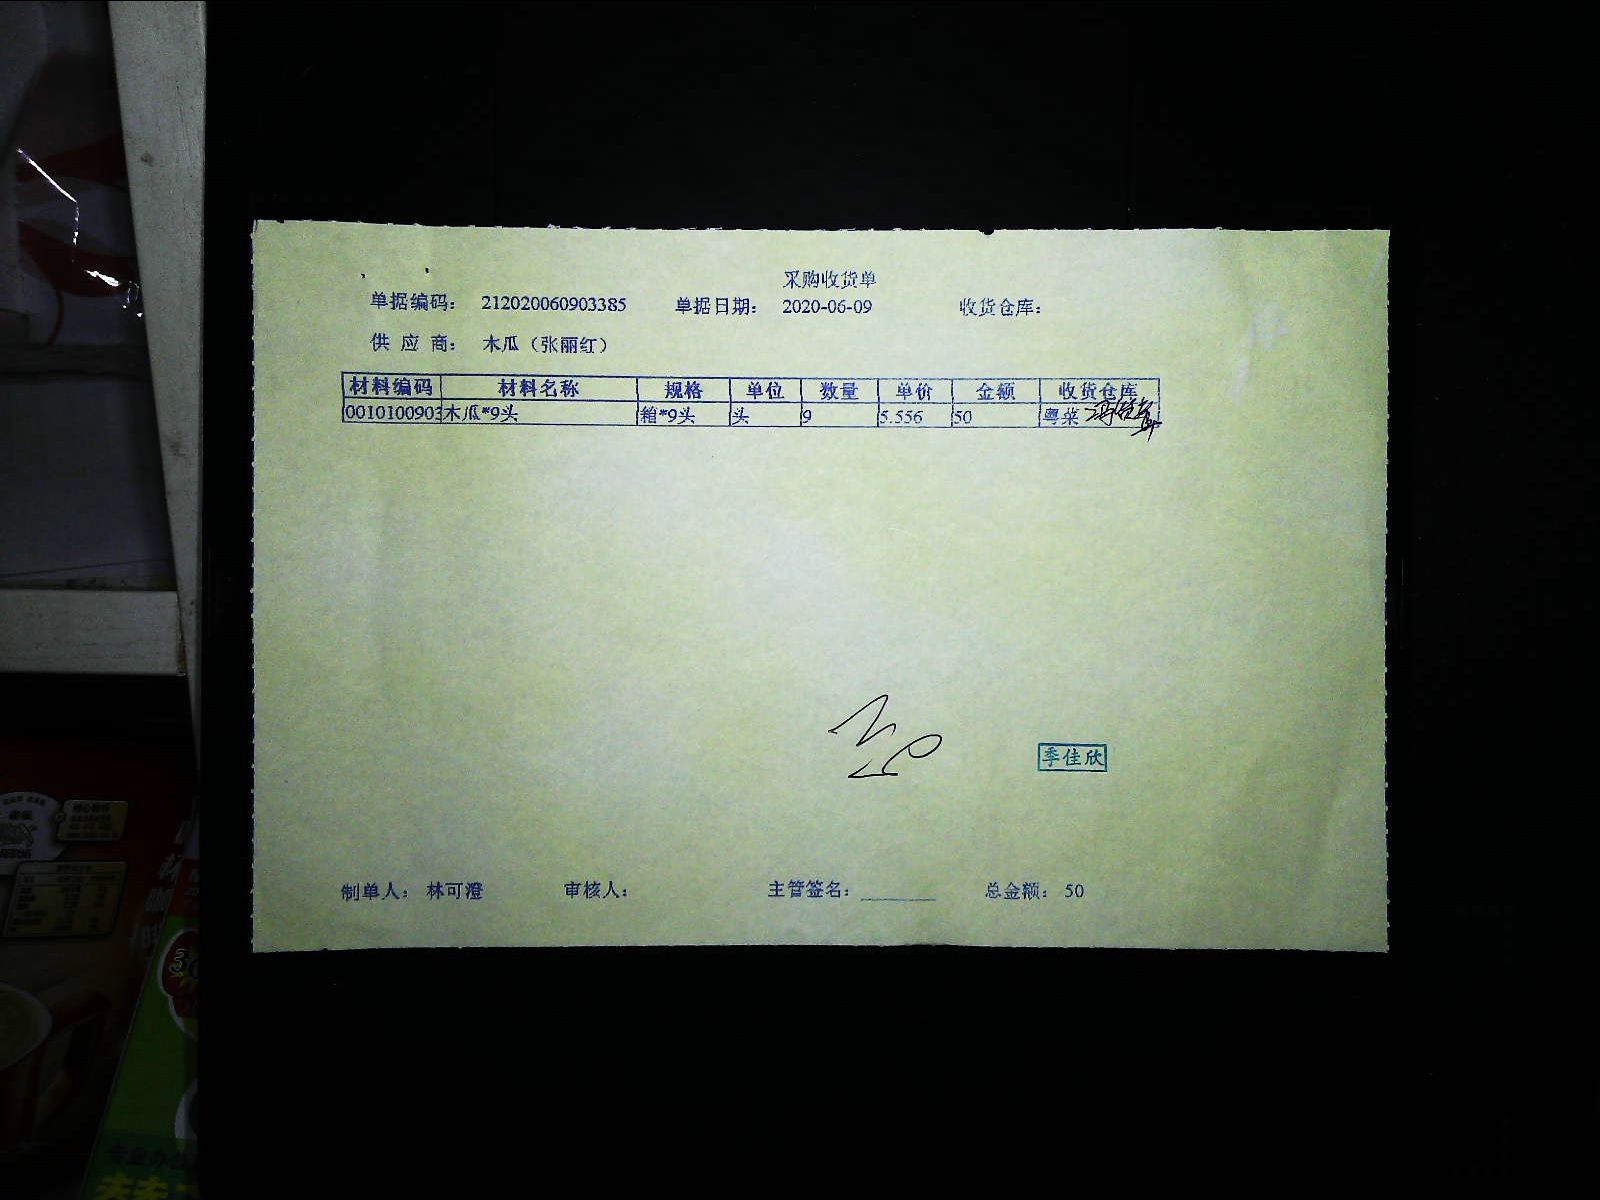 采购收货单
单据编码： 212020060903385 单据日期： 2020-06-09 收货仓库：
供 应 商： 木瓜（张丽红）
材料编码 材料名称 规格 单位 数量 单价 金额 收货仓库
0010100903 木瓜*9头 箱*9头 头 9 5.556 50 粤菜
季佳欣
制单人： 林可澄 审核人： 主管签名： 总金额： 50